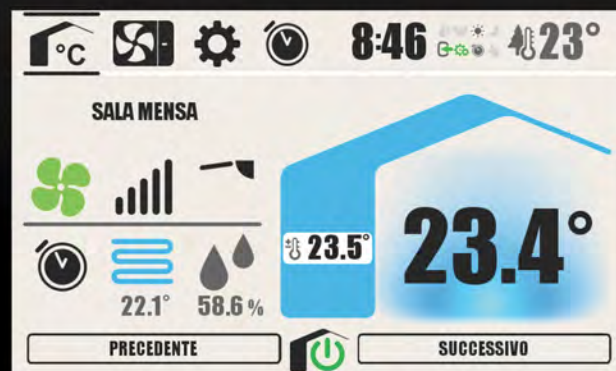 °C
8:46
23°
SALA MENSA
23.5°
23.4°
22.1°
58.6 %
PRECEDENTE
SUCCESSIVO